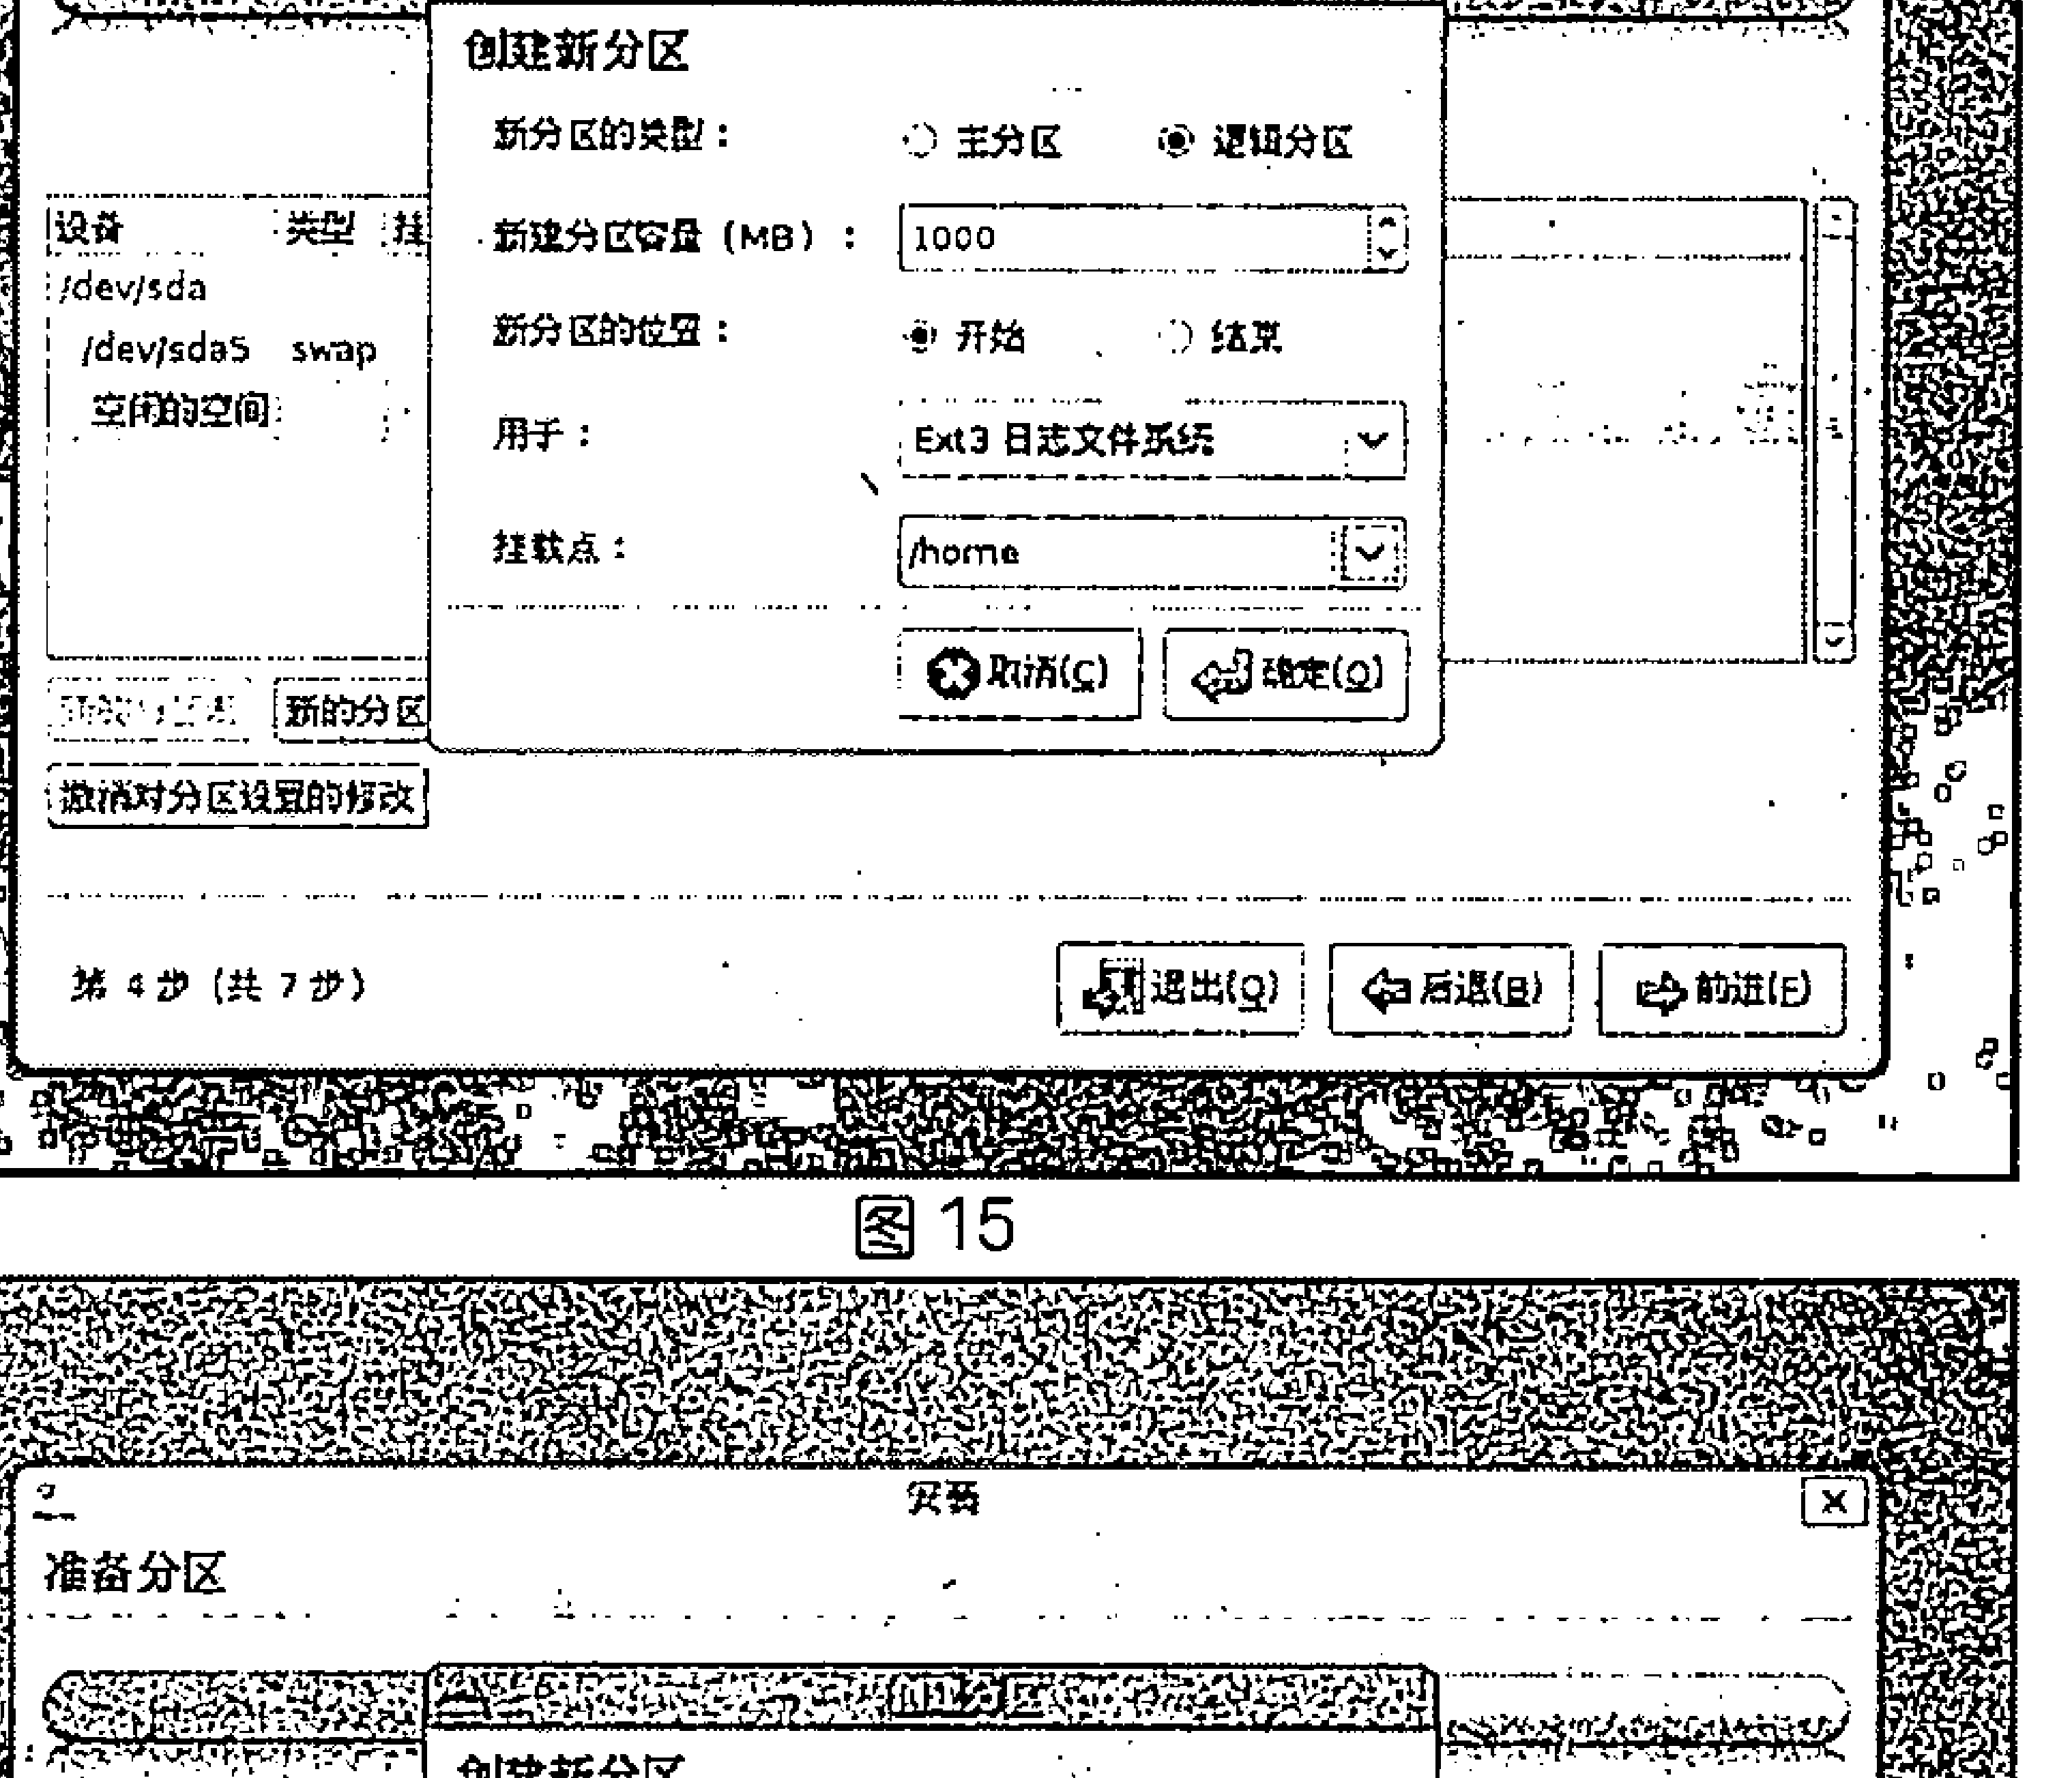 创建新分区
新分区的类型： 主分区 逻辑分区
设备 类型 挂
新建分区容量（MB）： 1000
/dev/sda
新分区的位置： 开始 结束
/dev/sda5 swap
空闲的空间
用于： Ext3 日志文件系统
挂载点： /home
取消(C) 确定(O)
新的分区
撤消对分区设置的修改
第 4 步（共 7 步） 退出(Q) 后退(B) 前进(F)
图 15
安装
准备分区
创建分区
创建新分区